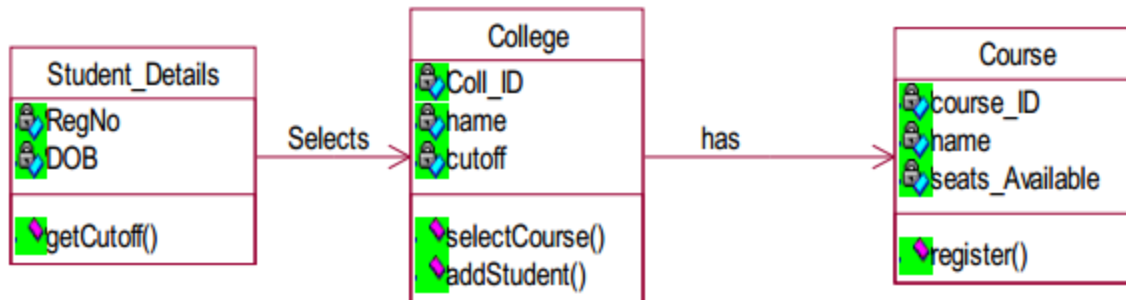 Student_Details
RegNo
DOB
getCutoff()
Selects
College
Coll_ID
name
cutoff
selectCourse()
addStudent()
has
Course
course_ID
name
seats_Available
register()